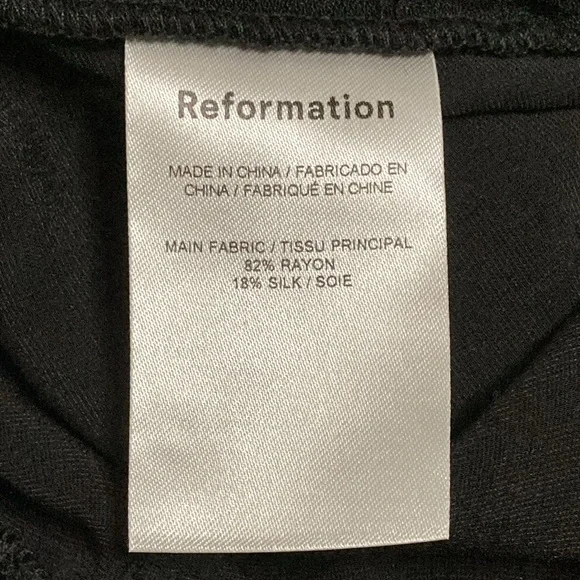 Reformation
MADE IN CHINA / FABRICADO EN
CHINA / FABRIQUÉ EN CHINE
MAIN FABRIC / TISSU PRINCIPAL
82% RAYON
18% SILK / SOIE